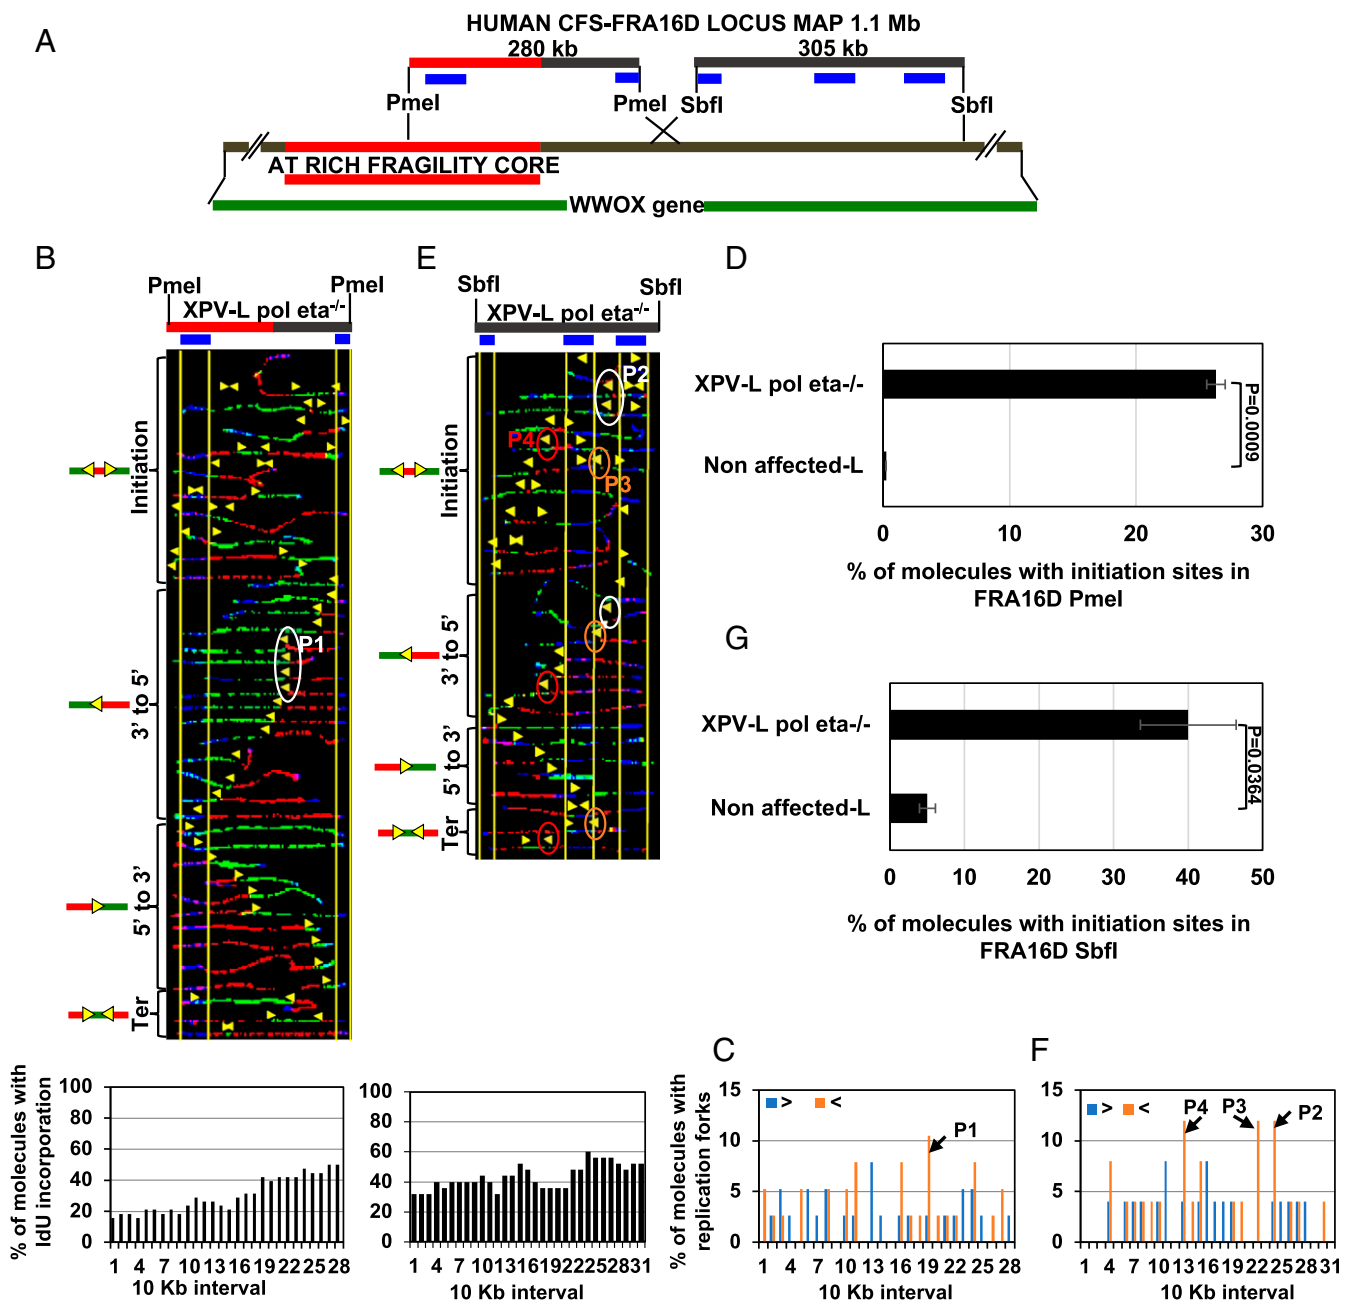 A
HUMAN CFS-FRA16D LOCUS MAP 1.1 Mb
280 kb
305 kb
PmeI
PmeI
SbfI
SbfI
AT RICH FRAGILITY CORE
WWOX gene
B
PmeI
PmeI
XPV-L pol eta-/-
Initiation
3’ to 5’
5’ to 3’
Ter
P1
E
SbfI
SbfI
XPV-L pol eta-/-
Initiation
3’ to 5’
5’ to 3’
Ter
P2
P4
P3
D
XPV-L pol eta-/-
Non affected-L
P=0.0009
0 10 20 30
% of molecules with initiation sites in
FRA16D PmeI
G
XPV-L pol eta-/-
Non affected-L
P=0.0364
0 10 20 30 40 50
% of molecules with initiation sites in
FRA16D SbfI
% of molecules with
IdU incorporation
100
80
60
40
20
0
1 4 7 10 13 16 19 22 25 28
10 Kb interval
100
80
60
40
20
0
1 4 7 10 13 16 19 22 25 28 31
10 Kb interval
C
% of molecules with
replication forks
15
10
5
0
> <
P1
1 4 7 10 13 16 19 22 25 28
10 Kb interval
F
15
10
5
0
> <
P4 P3 P2
1 4 7 10 13 16 19 22 25 28 31
10 Kb interval